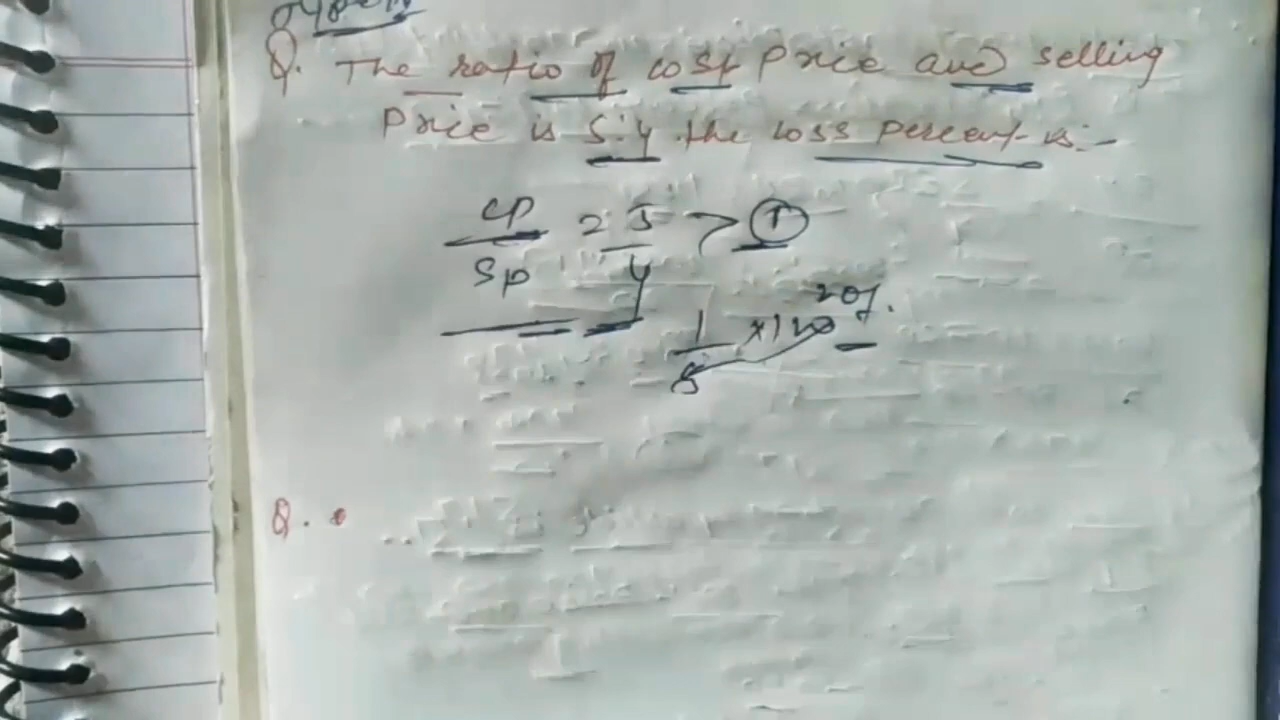 Q. The ratio of cost Price and selling
Price is 5:4 the loss Percent is:-
CP = 5 > 1
SP 4
20%.
1 x 100
5
Q.